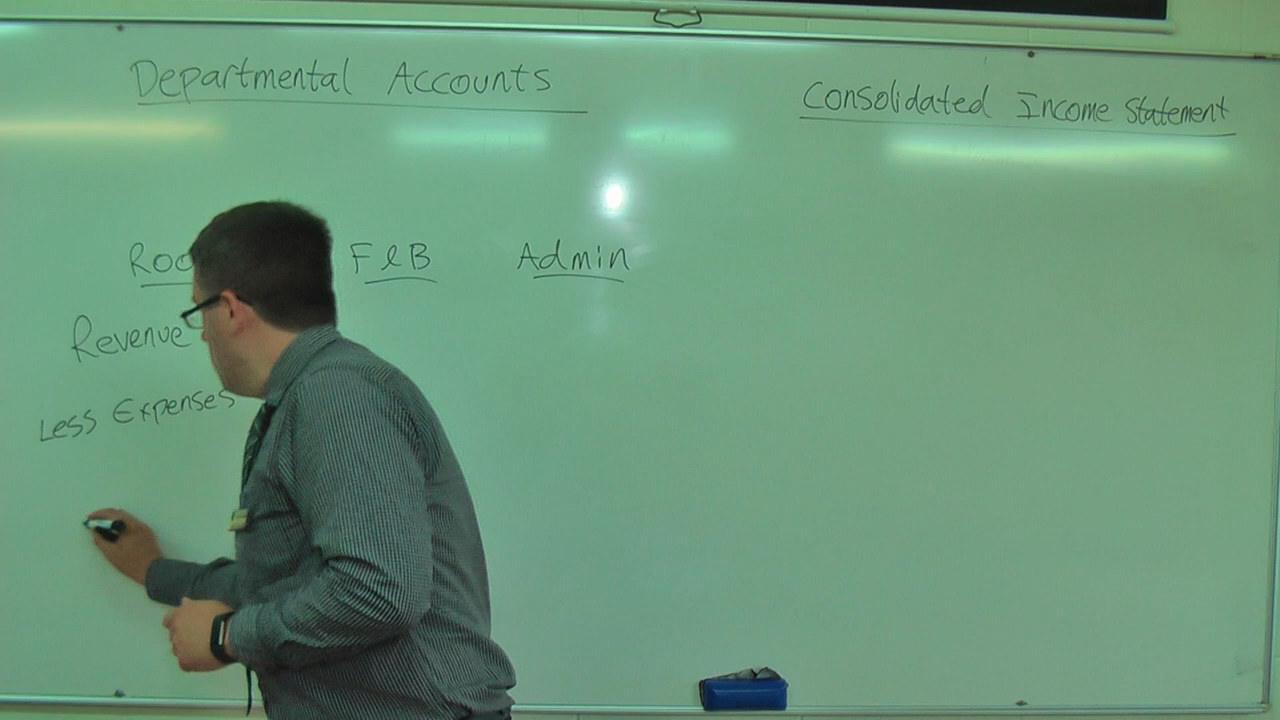 Departmental Accounts
Consolidated Income Statement
F&B Admin
Revenue
Less Expenses